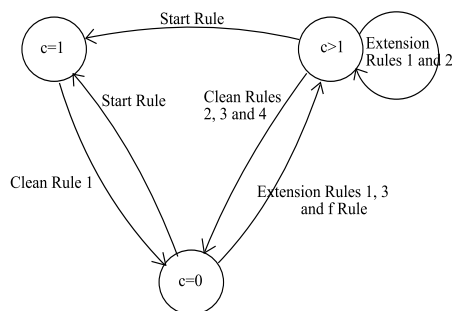 Start Rule
c=1
c>1
Extension
Rules 1 and 2
Start Rule
Clean Rules
2, 3 and 4
Clean Rule 1
Extension Rules 1, 3
and f Rule
c=0